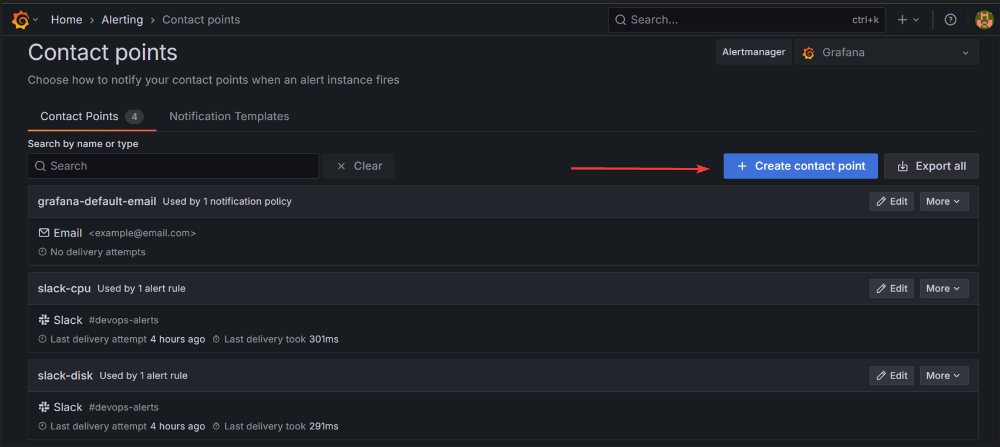 Home › Alerting › Contact points
Search... ctrl+k
Contact points
Alertmanager Grafana
Choose how to notify your contact points when an alert instance fires
Contact Points 4 Notification Templates
Search by name or type
Search Clear
+ Create contact point Export all
grafana-default-email Used by 1 notification policy Edit More
Email <example@email.com>
No delivery attempts
slack-cpu Used by 1 alert rule Edit More
Slack #devops-alerts
Last delivery attempt 4 hours ago Last delivery took 301ms
slack-disk Used by 1 alert rule Edit More
Slack #devops-alerts
Last delivery attempt 4 hours ago Last delivery took 291ms